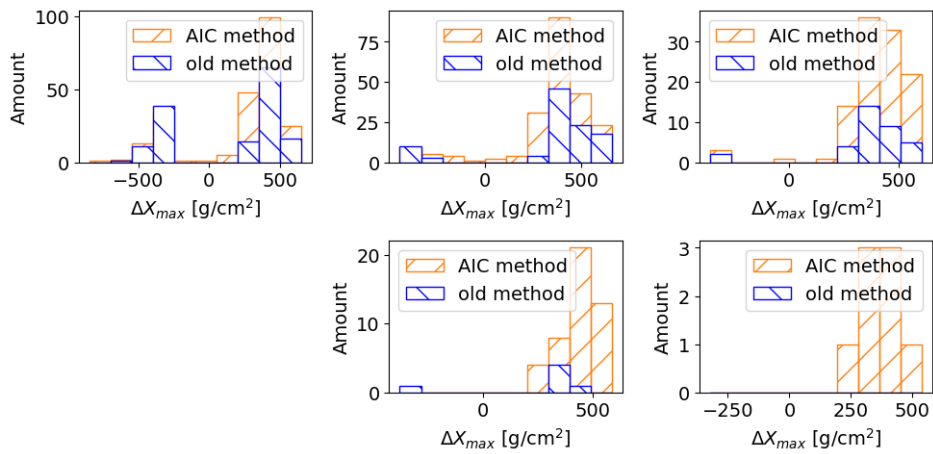 100
50
0
Amount
AIC method
old method
−500
0
500
ΔX_max [g/cm²]
75
50
25
0
Amount
AIC method
old method
0
500
ΔX_max [g/cm²]
30
20
10
0
Amount
AIC method
old method
0
500
ΔX_max [g/cm²]
20
10
0
Amount
AIC method
old method
0
500
ΔX_max [g/cm²]
3
2
1
0
Amount
AIC method
old method
−250
0
250
500
ΔX_max [g/cm²]